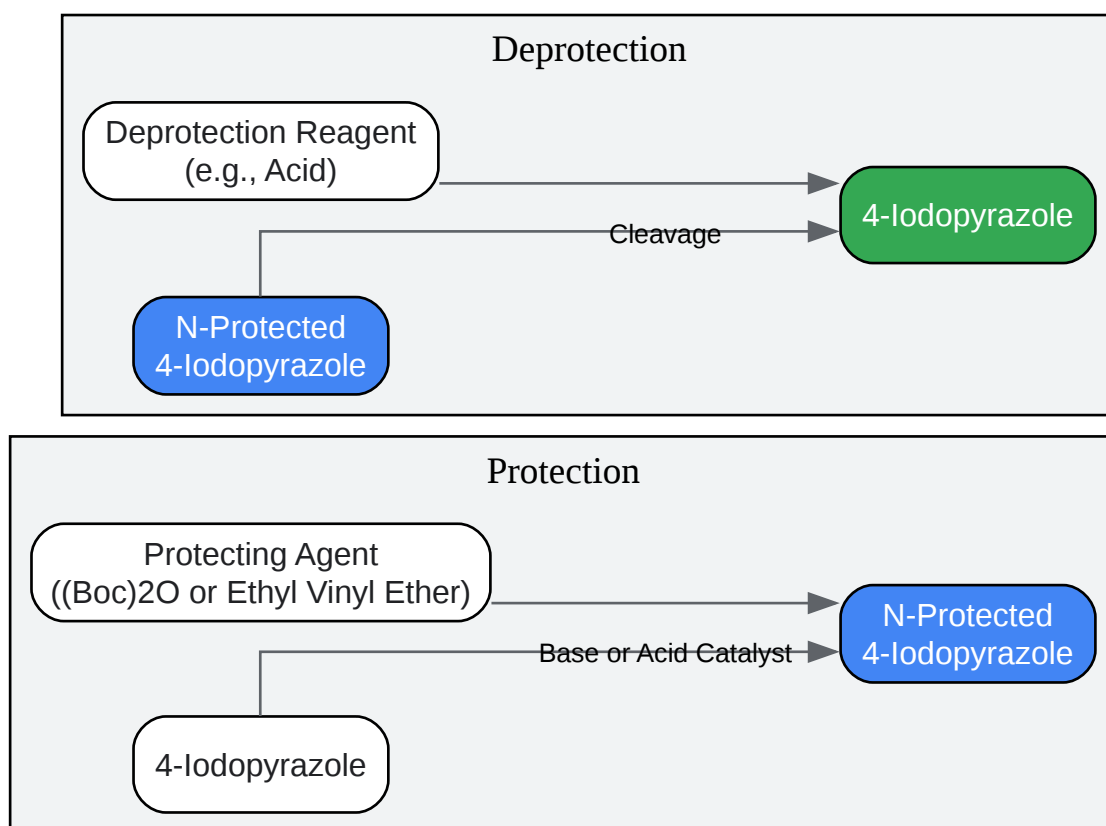 Deprotection
Deprotection Reagent
(e.g., Acid)
4-Iodopyrazole
Cleavage
N-Protected
4-Iodopyrazole
Protection
Protecting Agent
((Boc)2O or Ethyl Vinyl Ether)
N-Protected
4-Iodopyrazole
Base or Acid Catalyst
4-Iodopyrazole